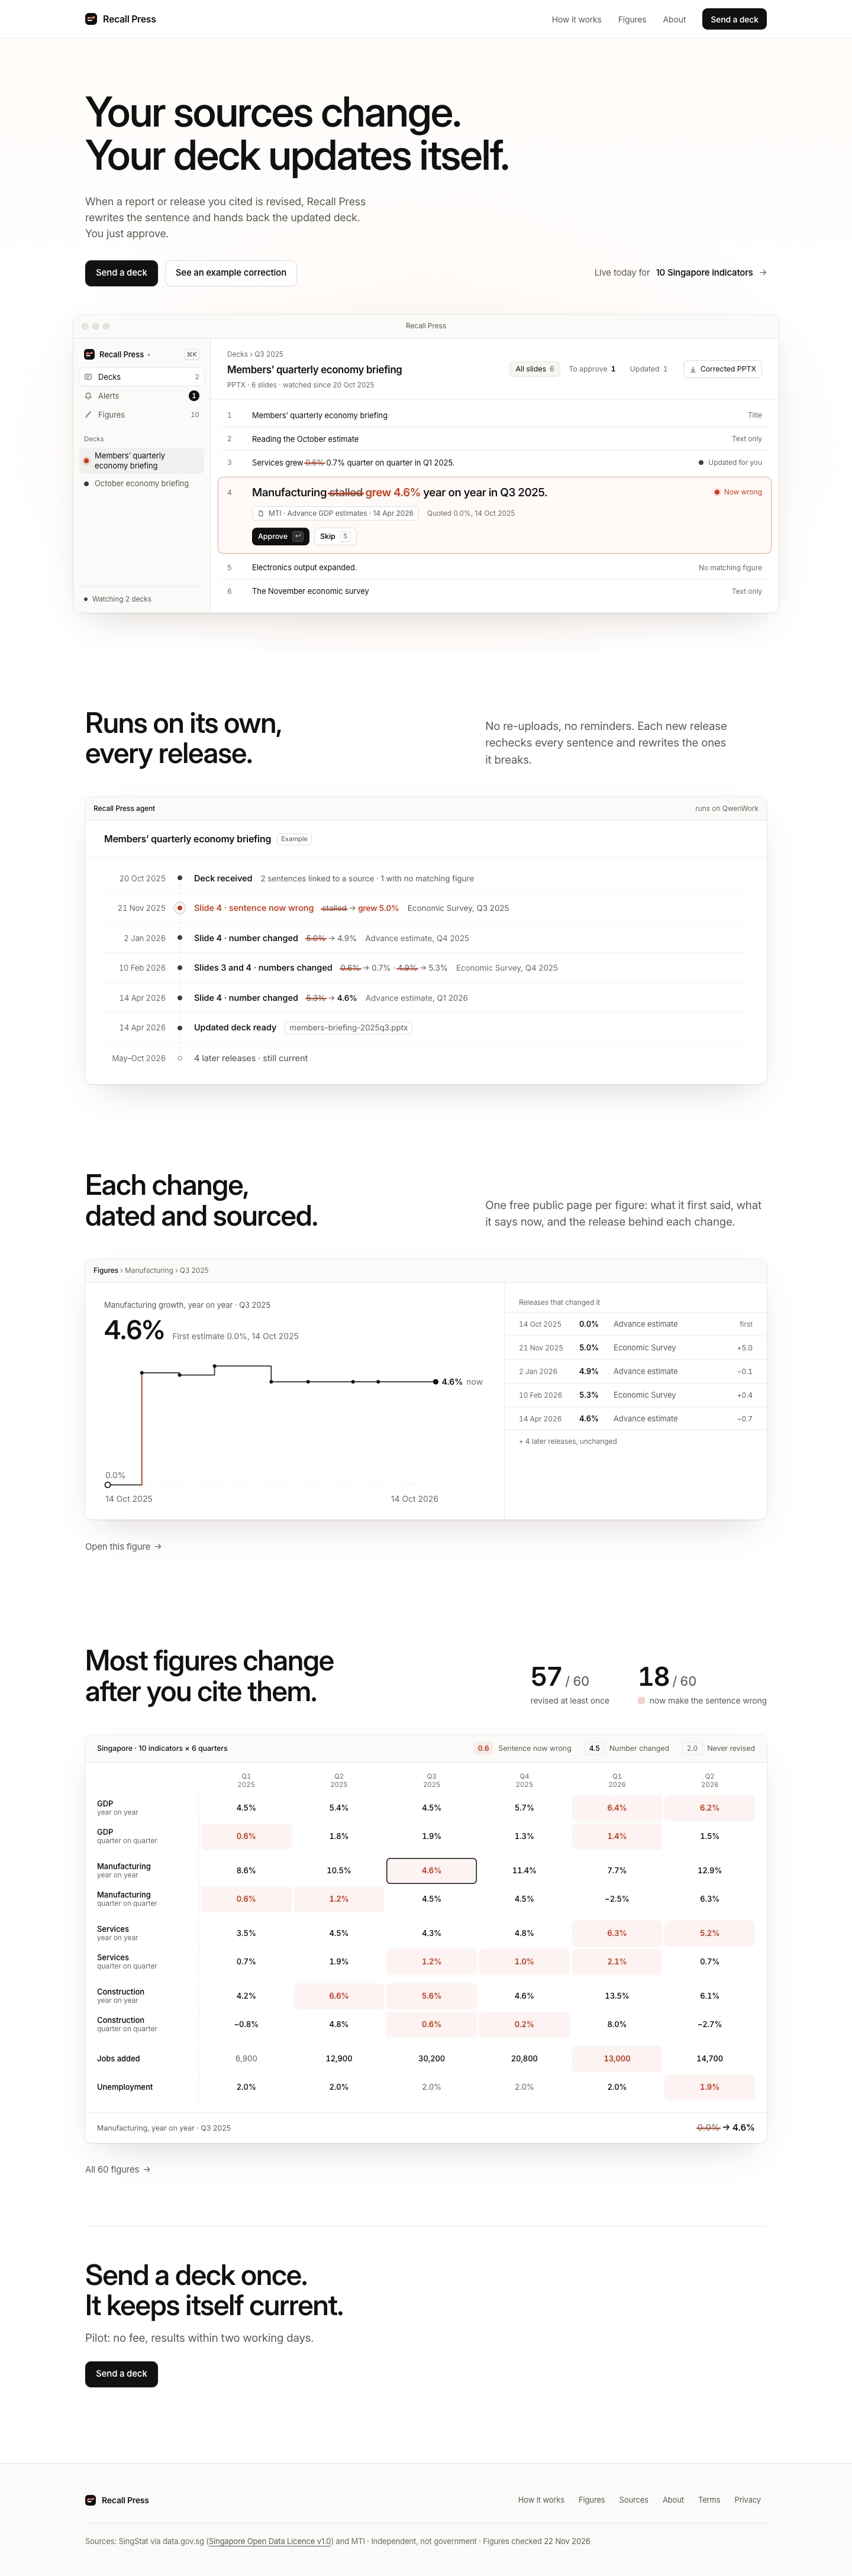 Recall Press
How it works Figures About Send a deck
Your sources change.
Your deck updates itself.
When a report or release you cited is revised, Recall Press
rewrites the sentence and hands back the updated deck.
You just approve.
Send a deck See an example correction
Live today for 10 Singapore indicators →
Recall Press
Recall Press ⌘K
Decks 2
Alerts 1
Figures 10
Decks
Members’ quarterly
economy briefing
October economy briefing
Watching 2 decks
Decks › Q3 2025
Members’ quarterly economy briefing
PPTX · 6 slides · watched since 20 Oct 2025
All slides 6 To approve 1 Updated 1 Corrected PPTX
1 Members’ quarterly economy briefing Title
2 Reading the October estimate Text only
3 Services grew 0.6% 0.7% quarter on quarter in Q1 2025. Updated for you
4 Manufacturing stalled grew 4.6% year on year in Q3 2025. Now wrong
MTI · Advance GDP estimates · 14 Apr 2026 Quoted 0.0%, 14 Oct 2025
Approve ↵ Skip S
5 Electronics output expanded. No matching figure
6 The November economic survey Text only
Runs on its own,
every release.
No re-uploads, no reminders. Each new release
rechecks every sentence and rewrites the ones
it breaks.
Recall Press agent runs on QwenWork
Members’ quarterly economy briefing Example
20 Oct 2025 Deck received 2 sentences linked to a source · 1 with no matching figure
21 Nov 2025 Slide 4 · sentence now wrong stalled → grew 5.0% Economic Survey, Q3 2025
2 Jan 2026 Slide 4 · number changed 5.0% → 4.9% Advance estimate, Q4 2025
10 Feb 2026 Slides 3 and 4 · numbers changed 0.6% → 0.7% · 4.9% → 5.3% Economic Survey, Q4 2025
14 Apr 2026 Slide 4 · number changed 5.3% → 4.6% Advance estimate, Q1 2026
14 Apr 2026 Updated deck ready members-briefing-2025q3.pptx
May–Oct 2026 4 later releases · still current
Each change,
dated and sourced.
One free public page per figure: what it first said, what
it says now, and the release behind each change.
Figures › Manufacturing › Q3 2025
Manufacturing growth, year on year · Q3 2025
4.6% First estimate 0.0%, 14 Oct 2025
4.6% now
0.0%
14 Oct 2025 14 Oct 2026
Releases that changed it
14 Oct 2025 0.0% Advance estimate first
21 Nov 2025 5.0% Economic Survey +5.0
2 Jan 2026 4.9% Advance estimate −0.1
10 Feb 2026 5.3% Economic Survey +0.4
14 Apr 2026 4.6% Advance estimate −0.7
+ 4 later releases, unchanged
Open this figure →
Most figures change
after you cite them.
57 / 60 18 / 60
revised at least once now make the sentence wrong
Singapore · 10 indicators × 6 quarters
0.6 Sentence now wrong 4.5 Number changed 2.0 Never revised
Q1 Q2 Q3 Q4 Q1 Q2
2025 2025 2025 2025 2026 2026
GDP
year on year
4.5% 5.4% 4.5% 5.7% 6.4% 6.2%
GDP
quarter on quarter
0.6% 1.8% 1.9% 1.3% 1.4% 1.5%
Manufacturing
year on year
8.6% 10.5% 4.6% 11.4% 7.7% 12.9%
Manufacturing
quarter on quarter
0.6% 1.2% 4.5% 4.5% −2.5% 6.3%
Services
year on year
3.5% 4.5% 4.3% 4.8% 6.3% 5.2%
Services
quarter on quarter
0.7% 1.9% 1.2% 1.0% 2.1% 0.7%
Construction
year on year
4.2% 6.6% 5.6% 4.6% 13.5% 6.1%
Construction
quarter on quarter
−0.8% 4.8% 0.6% 0.2% 8.0% −2.7%
Jobs added 6,900 12,900 30,200 20,800 13,000 14,700
Unemployment 2.0% 2.0% 2.0% 2.0% 2.0% 1.9%
Manufacturing, year on year · Q3 2025 0.0% → 4.6%
All 60 figures →
Send a deck once.
It keeps itself current.
Pilot: no fee, results within two working days.
Send a deck
Recall Press
How it works Figures Sources About Terms Privacy
Sources: SingStat via data.gov.sg (Singapore Open Data Licence v1.0) and MTI · Independent, not government · Figures checked 22 Nov 2026